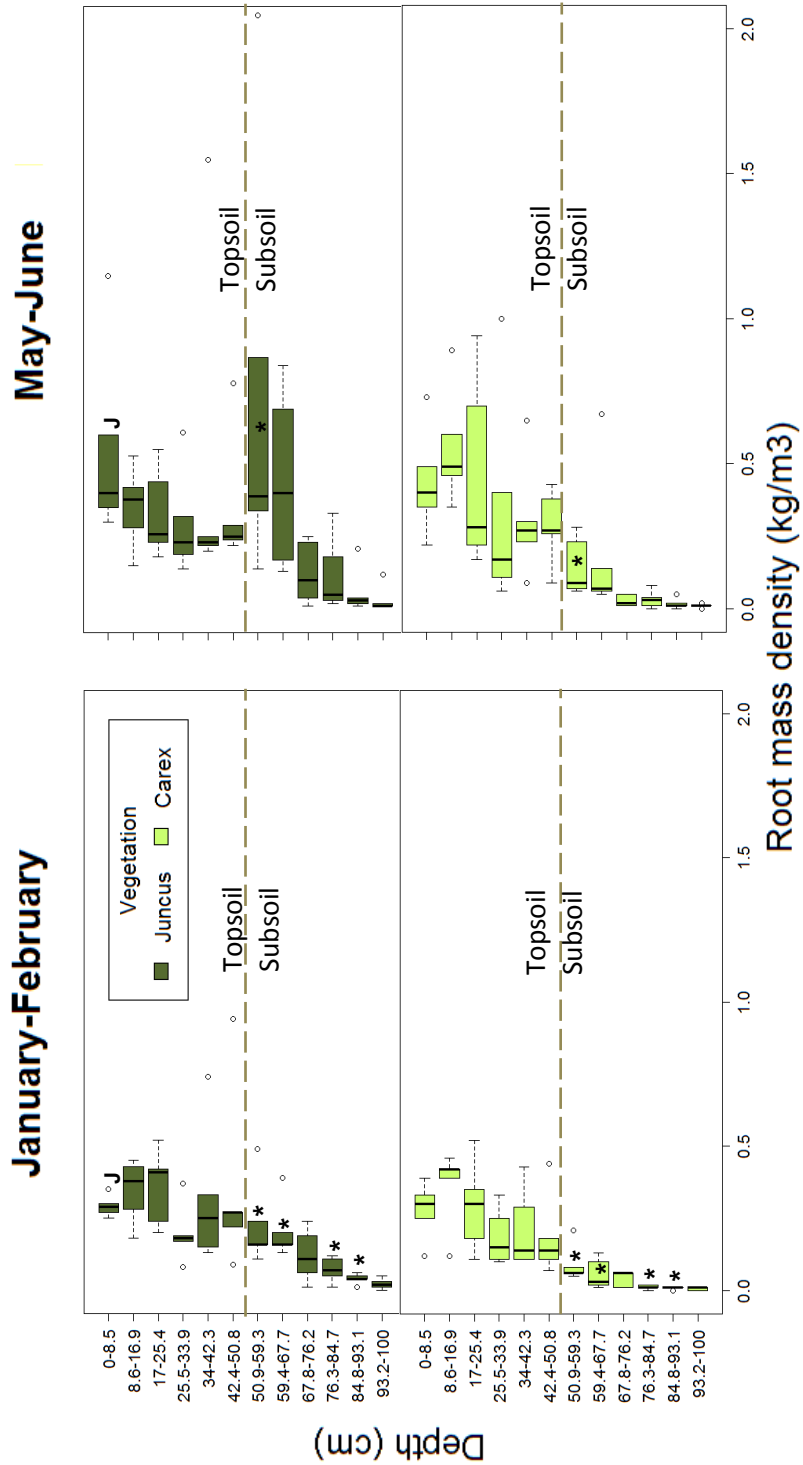 January-February
May-June
Vegetation
Juncus
Carex
J
J
Topsoil
Subsoil
*
*
*
*
Topsoil
Subsoil
*
Topsoil
Subsoil
*
*
*
*
Topsoil
Subsoil
*
Depth (cm)
0-8.5
8.6-16.9
17-25.4
25.5-33.9
34-42.3
42.4-50.8
50.9-59.3
59.4-67.7
67.8-76.2
76.3-84.7
84.8-93.1
93.2-100
0-8.5
8.6-16.9
17-25.4
25.5-33.9
34-42.3
42.4-50.8
50.9-59.3
59.4-67.7
67.8-76.2
76.3-84.7
84.8-93.1
93.2-100
0.0 0.5 1.0 1.5 2.0
0.0 0.5 1.0 1.5 2.0
Root mass density (kg/m3)